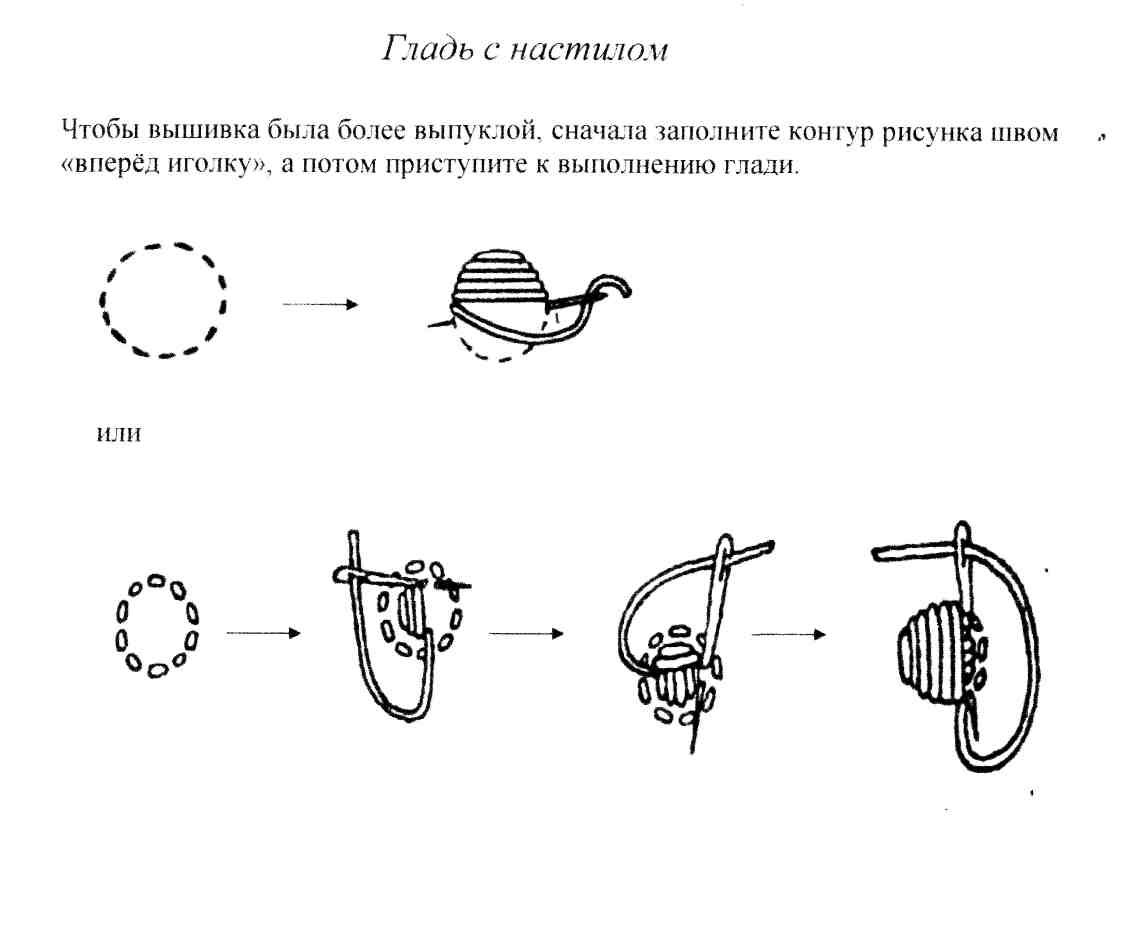 Гладь с настилом
Чтобы вышивка была более выпуклой, сначала заполните контур рисунка швом
«вперёд иголку», а потом приступите к выполнению глади.
или